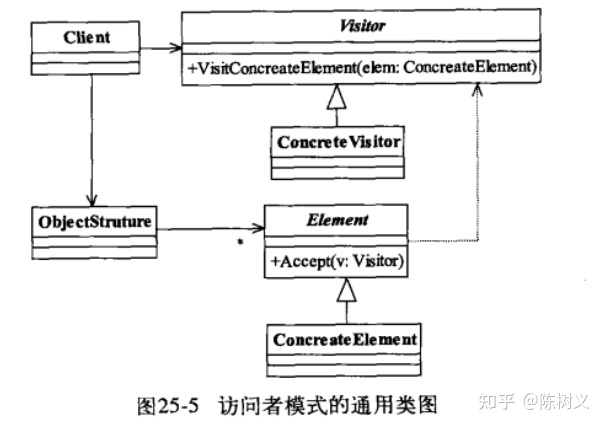 Client
Visitor
+VisitConcreateElement(elem: ConcreateElement)
ConcreteVisitor
ObjectStruture
Element
+Accept(v: Visitor)
ConcreateElement
图25-5 访问者模式的通用类图
知乎 @陈树义